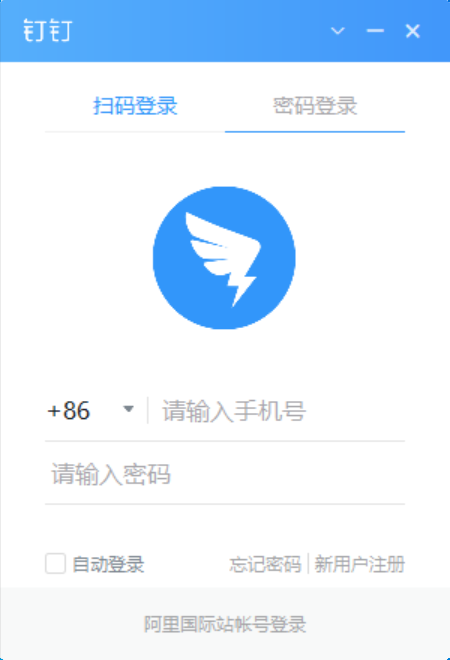 钉钉
扫码登录 密码登录
+86 请输入手机号
请输入密码
自动登录 忘记密码 新用户注册
阿里国际站帐号登录